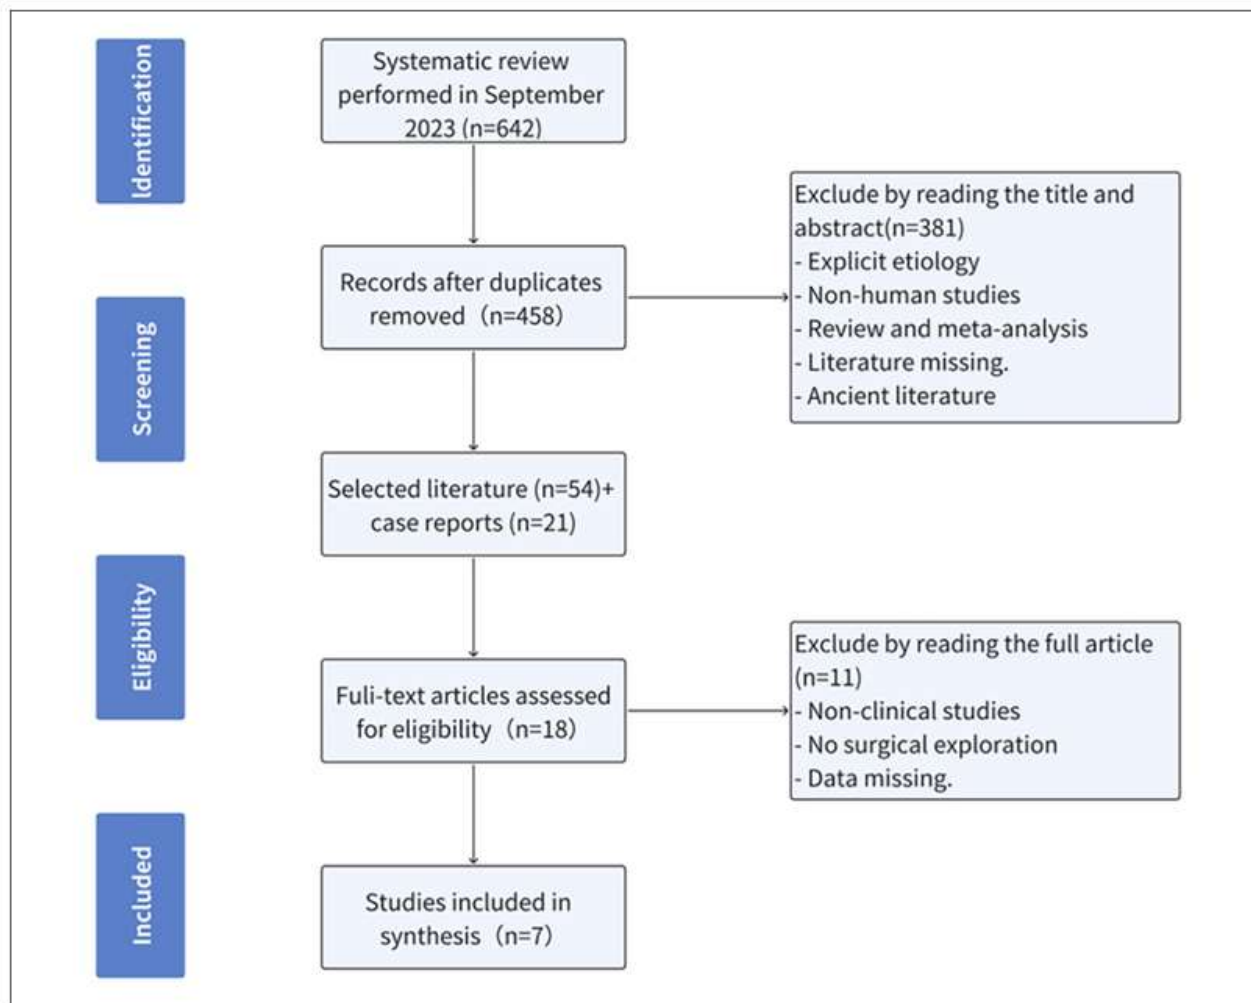 Identification
Systematic review
performed in September
2023 (n=642)
Exclude by reading the title and
abstract(n=381)
- Explicit etiology
- Non-human studies
- Review and meta-analysis
- Literature missing.
- Ancient literature
Screening
Records after duplicates
removed（n=458）
Selected literature (n=54)+
case reports (n=21)
Eligibility
Fuli-text articles assessed
for eligibility（n=18）
Exclude by reading the full article
(n=11)
- Non-clinical studies
- No surgical exploration
- Data missing.
Included
Studies included in
synthesis（n=7）